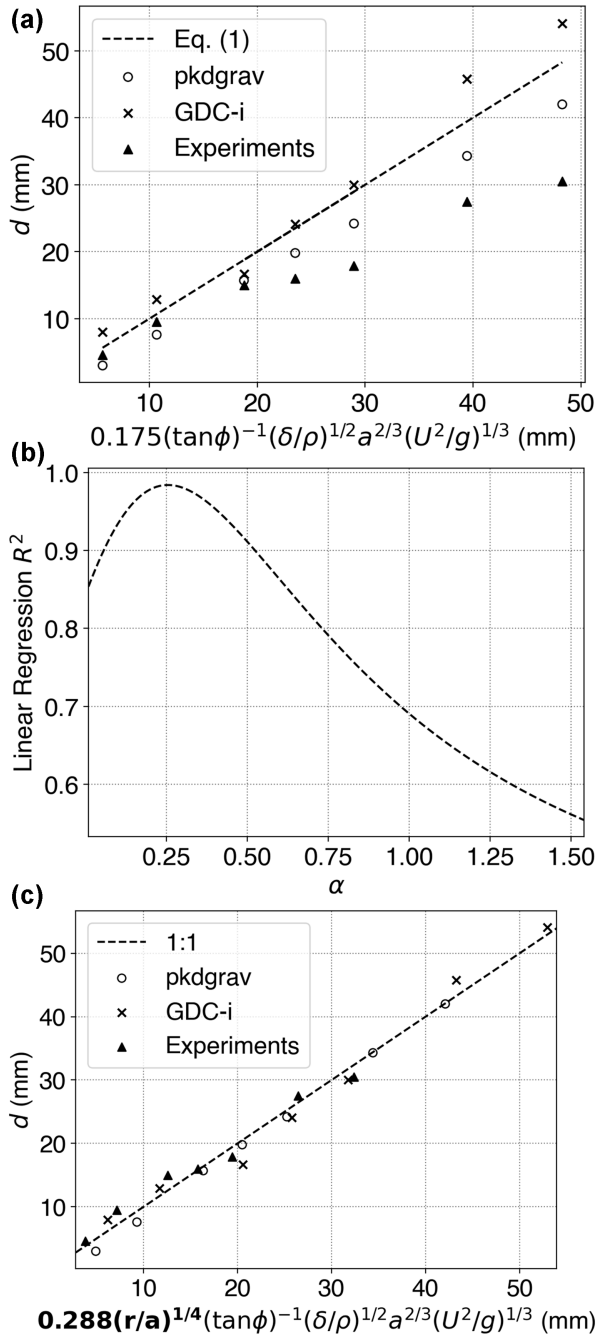 (a)
Eq. (1)
pkdgrav
GDC-i
Experiments
50
40
30
20
10
d (mm)
10 20 30 40 50
0.175(tanϕ)⁻¹(δ/ρ)^{1/2}a^{2/3}(U²/g)^{1/3} (mm)
(b)
1.0
0.9
0.8
0.7
0.6
Linear Regression R²
0.25 0.50 0.75 1.00 1.25 1.50
α
(c)
1:1
pkdgrav
GDC-i
Experiments
50
40
30
20
10
d (mm)
10 20 30 40 50
0.288(r/a)^{1/4}(tanϕ)⁻¹(δ/ρ)^{1/2}a^{2/3}(U²/g)^{1/3} (mm)